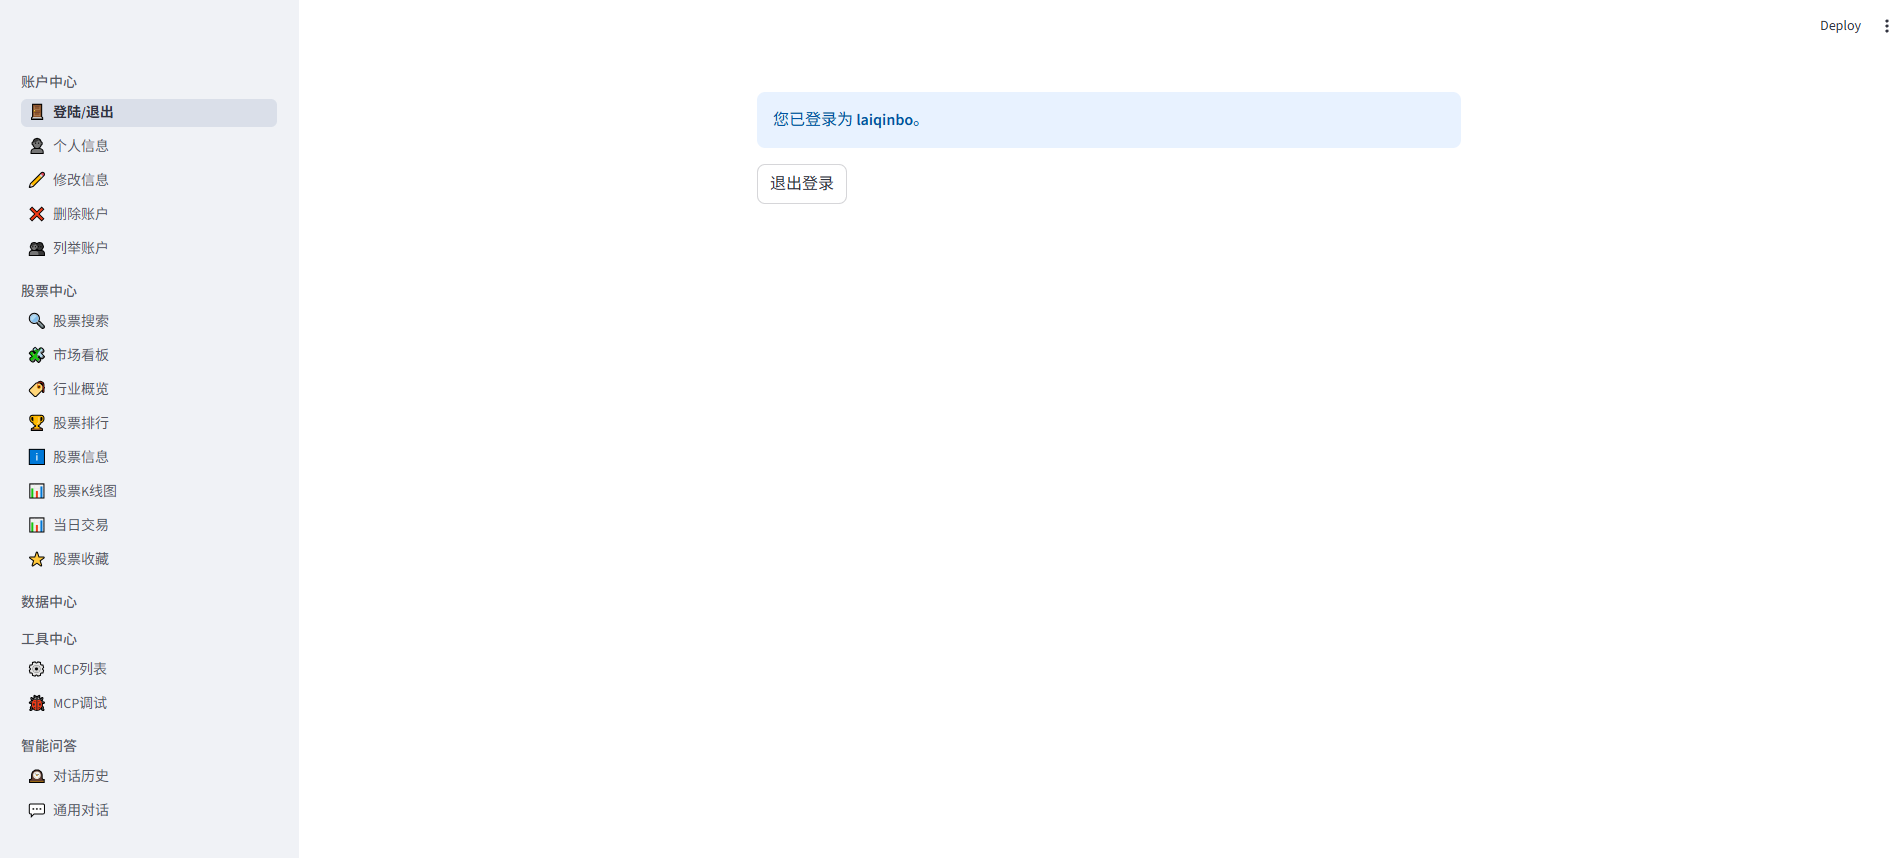 Deploy
账户中心
登陆/退出
个人信息
修改信息
删除账户
列举账户
股票中心
股票搜索
市场看板
行业概览
股票排行
股票信息
股票K线图
当日交易
股票收藏
数据中心
工具中心
MCP列表
MCP调试
智能问答
对话历史
通用对话
您已登录为 laiqinbo。
退出登录